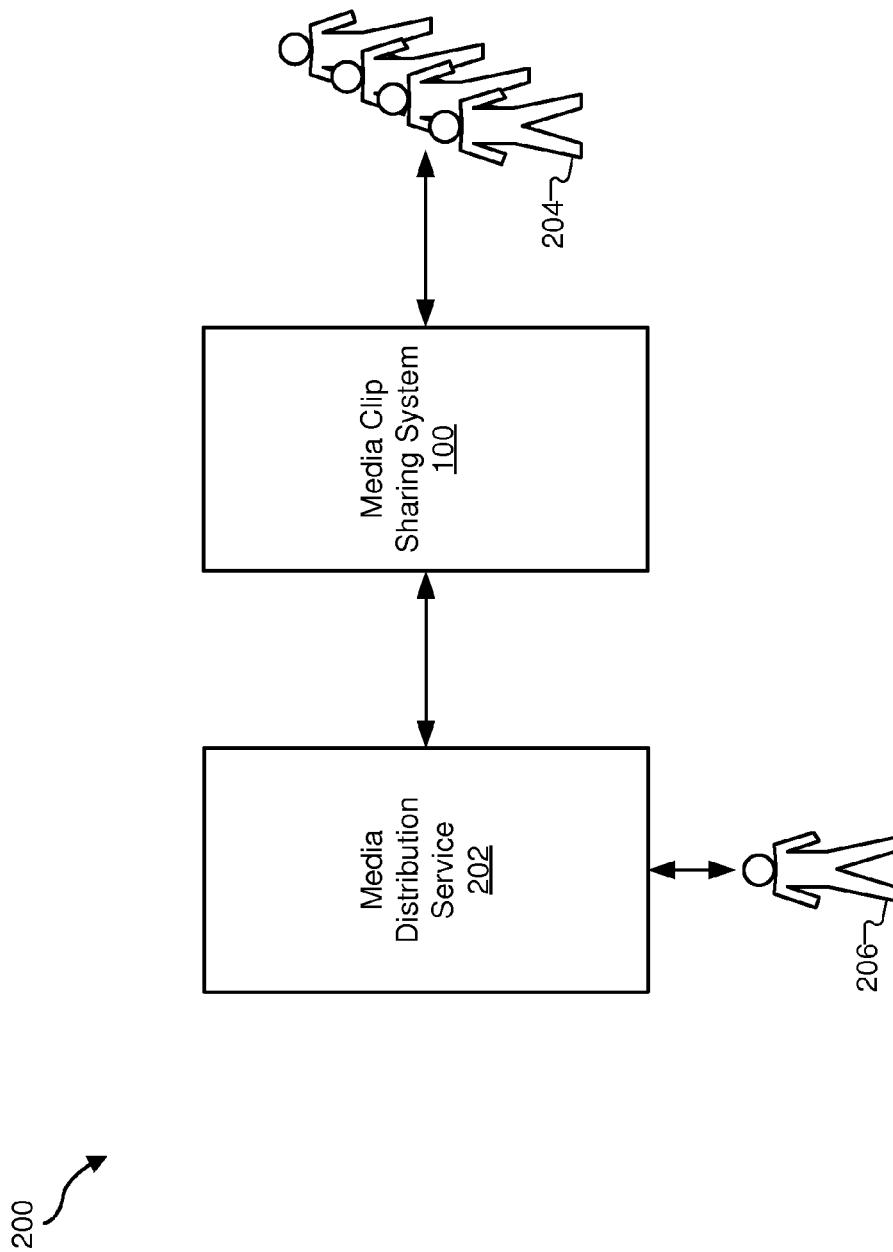 200
Media
Distribution
Service
202
Media Clip
Sharing System
100
206
204